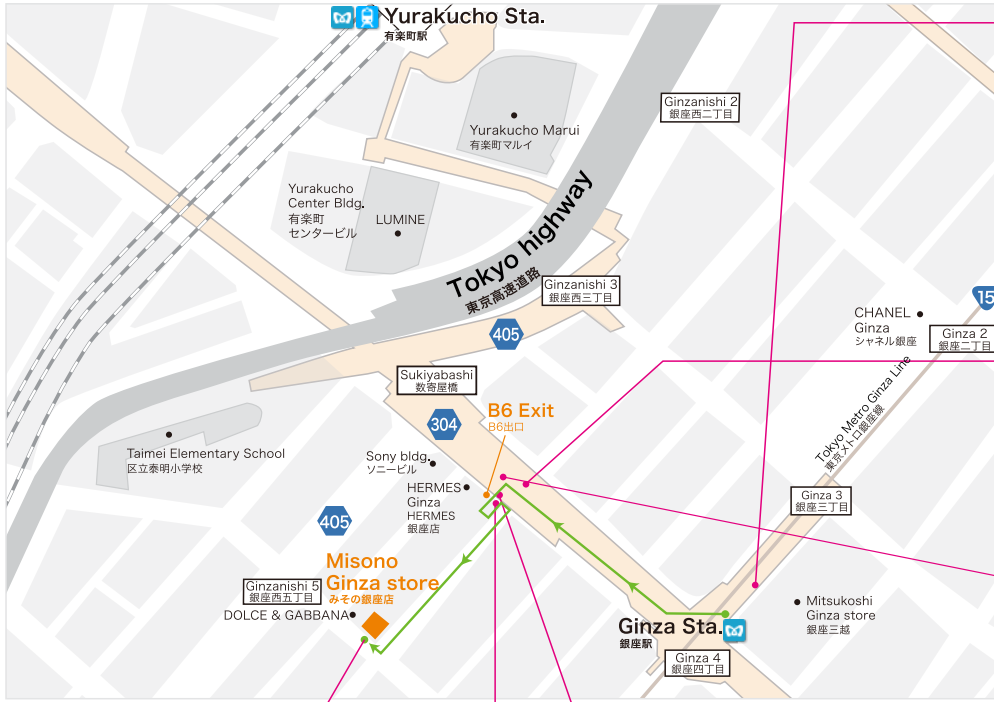 Yurakucho Sta.
有楽町駅
Ginzanishi 2
銀座西二丁目
Yurakucho Marui
有楽町マルイ
Yurakucho
Center Bldg.
有楽町
センタービル
LUMINE
Tokyo highway
東京高速道路
Ginzanishi 3
銀座西三丁目
15
CHANEL
Ginza
シャネル銀座
Ginza 2
銀座二丁目
405
Sukiyabashi
数寄屋橋
Tokyo Metro Ginza Line
東京メトロ銀座線
B6 Exit
B6出口
304
Taimei Elementary School
区立泰明小学校
Sony bldg.
ソニービル
HERMES
Ginza
HERMES
銀座店
Ginza 3
銀座三丁目
405
Misono
Ginza store
みその銀座店
Ginzanishi 5
銀座西五丁目
DOLCE & GABBANA
Mitsukoshi
Ginza store
銀座三越
Ginza Sta.
銀座駅
Ginza 4
銀座四丁目